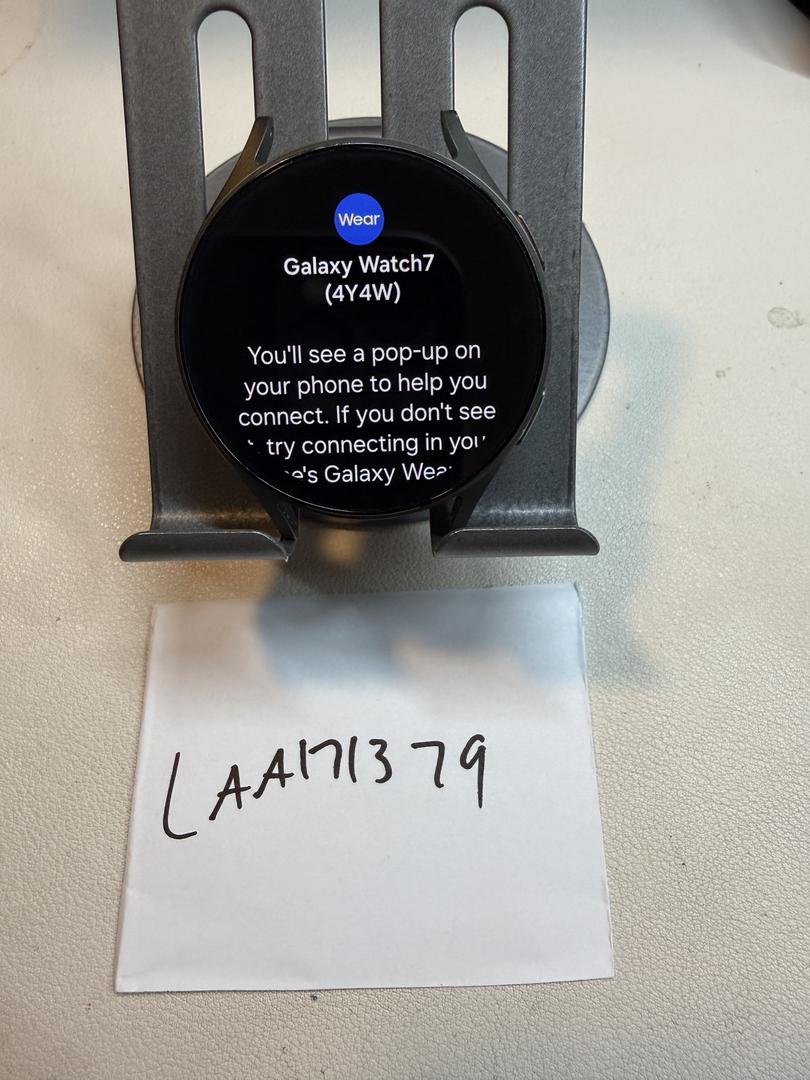 Wear
Galaxy Watch7
(4Y4W)
You'll see a pop-up on
your phone to help you
connect. If you don't see
try connecting in you
e's Galaxy Wear
LAA171379